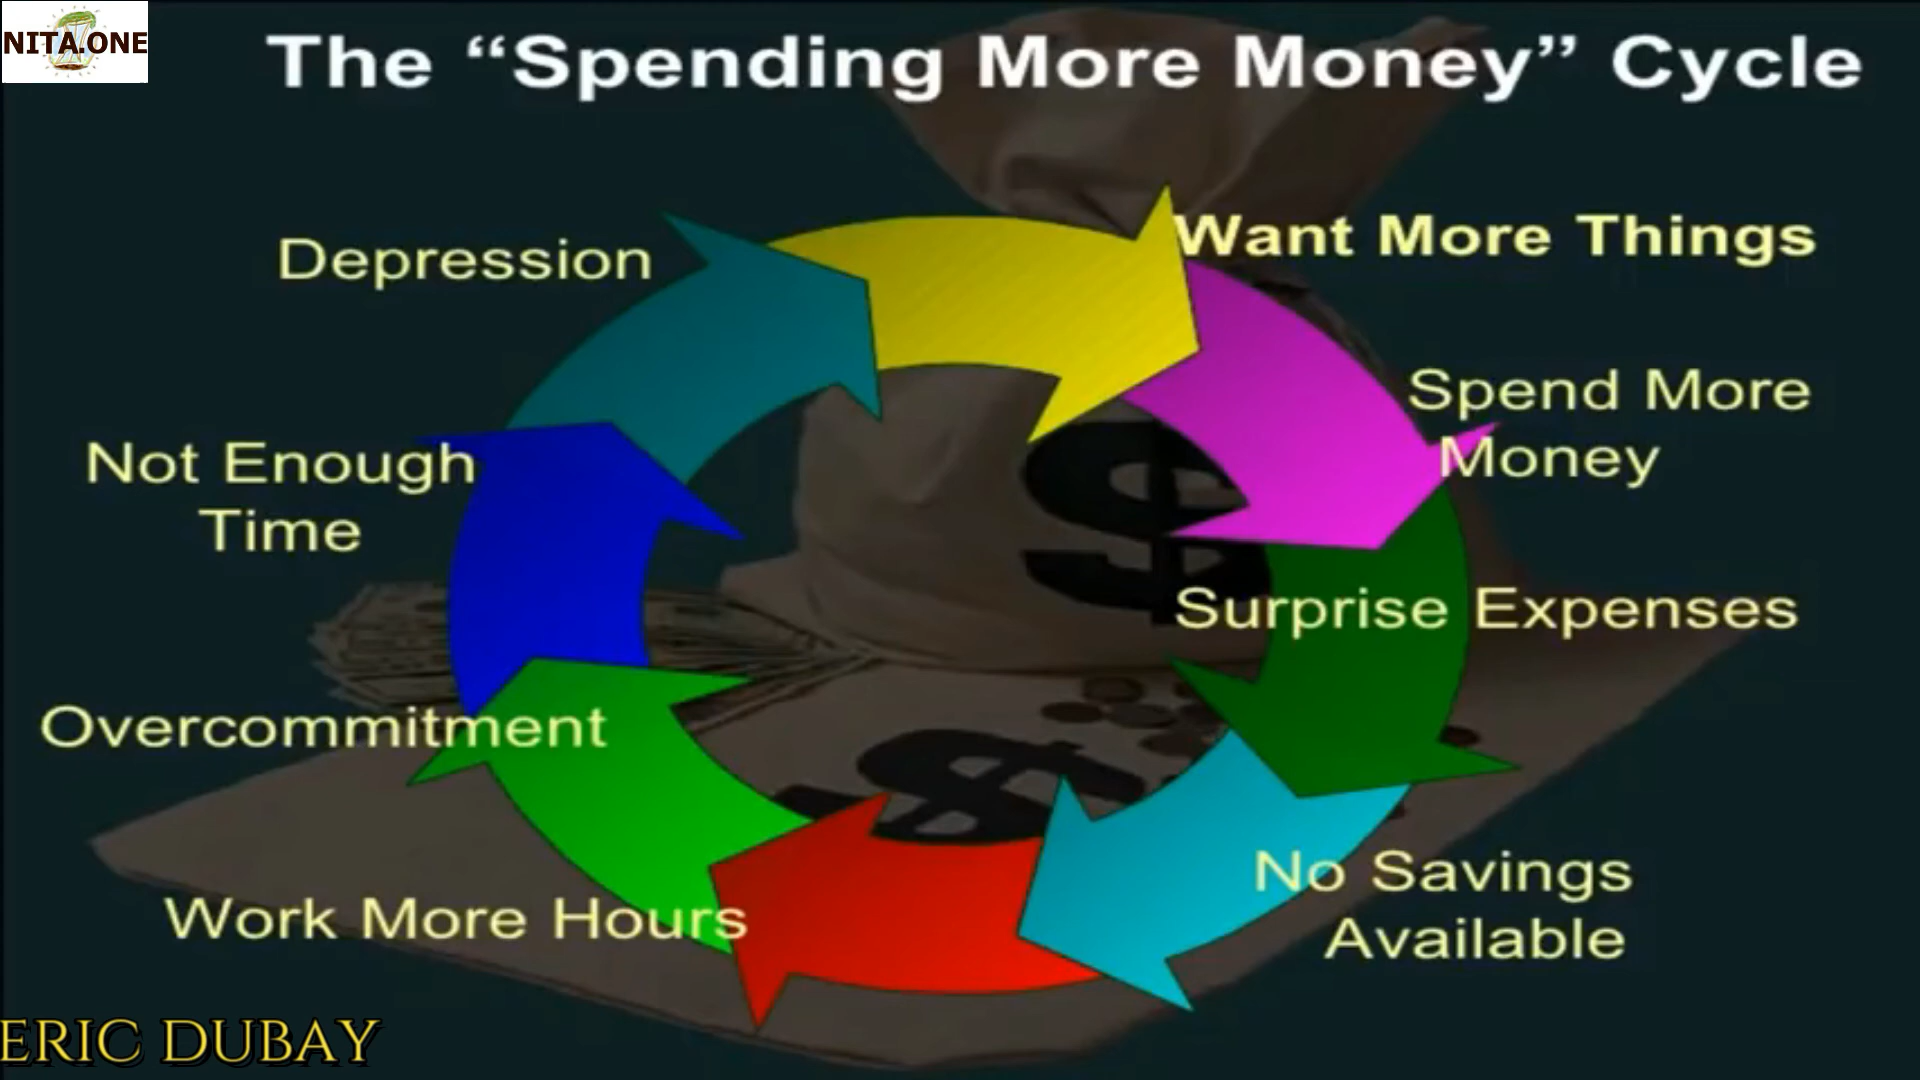 NITA.ONE
The “Spending More Money” Cycle
Want More Things
Spend More
Money
Surprise Expenses
No Savings
Available
Work More Hours
Overcommitment
Not Enough
Time
Depression
$
$
ERIC DUBAY